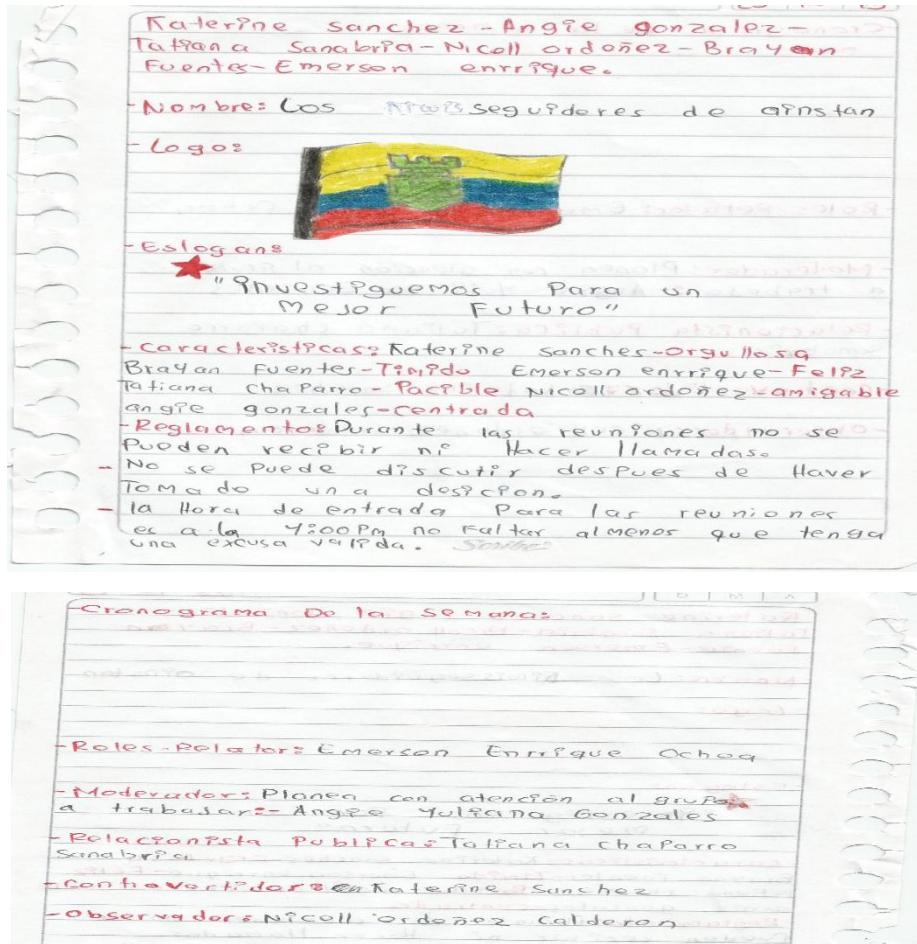 Katerine Sanchez - Angie gonzalez -
Tatiana Sanabria - Nicoll ordoñez - Brayan
Fuentes - Emerson enrrique.
- Nombre: Los seguidores de ainstan
- Logo:
- Eslogan:
"investiguemos Para un
Mejor Futuro"
- Caracteristicas: Katerine Sanches - Orgullosa
Brayan Fuentes - Timido Emerson enrrique - Feliz
Tatiana Chaparro - Pacible Nicoll ordoñez - amigable
angie gonzales - centrada
- Reglamento: Durante las reuniones no se
Pueden recibir ni Hacer llamadas.
- No se Puede discutir despues de Haver
Tomado una desicion.
- la Hora de entrada Para las reuniones
es a la 7:00 Pm no Faltar almenos que tenga
una excusa valida. Scribe
- Cronograma De la semana:
- Roles - Relator: Emerson Enrrique Ochoa
- Moderador: Planea con atención al grupo
a trabajar: - Angie Yuliana Gonzales
- Relacionista Publica: Tatiana chaparro
Sanabria
- Controvertidor: Katerine Sanchez
- Observador: Nicoll ordoñez Calderon